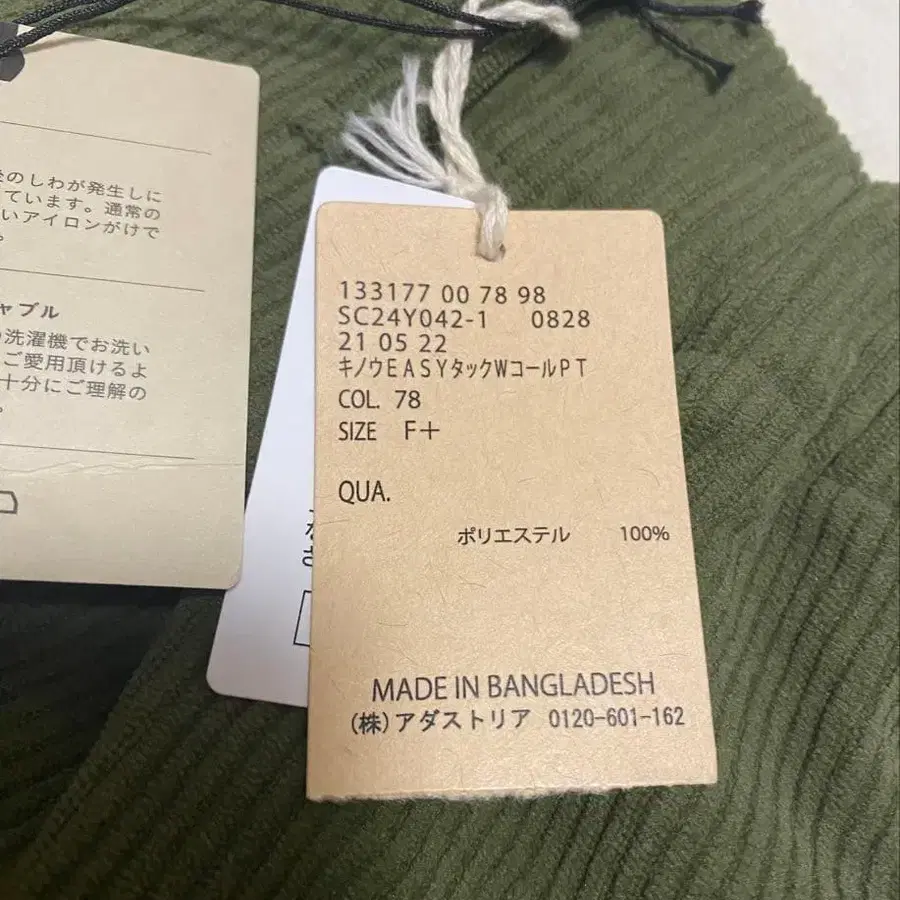 のしわが発生しに
ています。通常の
いアイロンがけで
。
ャブル
洗濯機でお洗い
ご愛用頂けるよ
十分にご理解の
。
さ
133177 00 78 98
SC24Y042-1 0828
21 05 22
キノウEASYタックWコールPT
COL. 78
SIZE F+
QUA.
ポリエステル 100%
MADE IN BANGLADESH
(株)アダストリア 0120-601-162